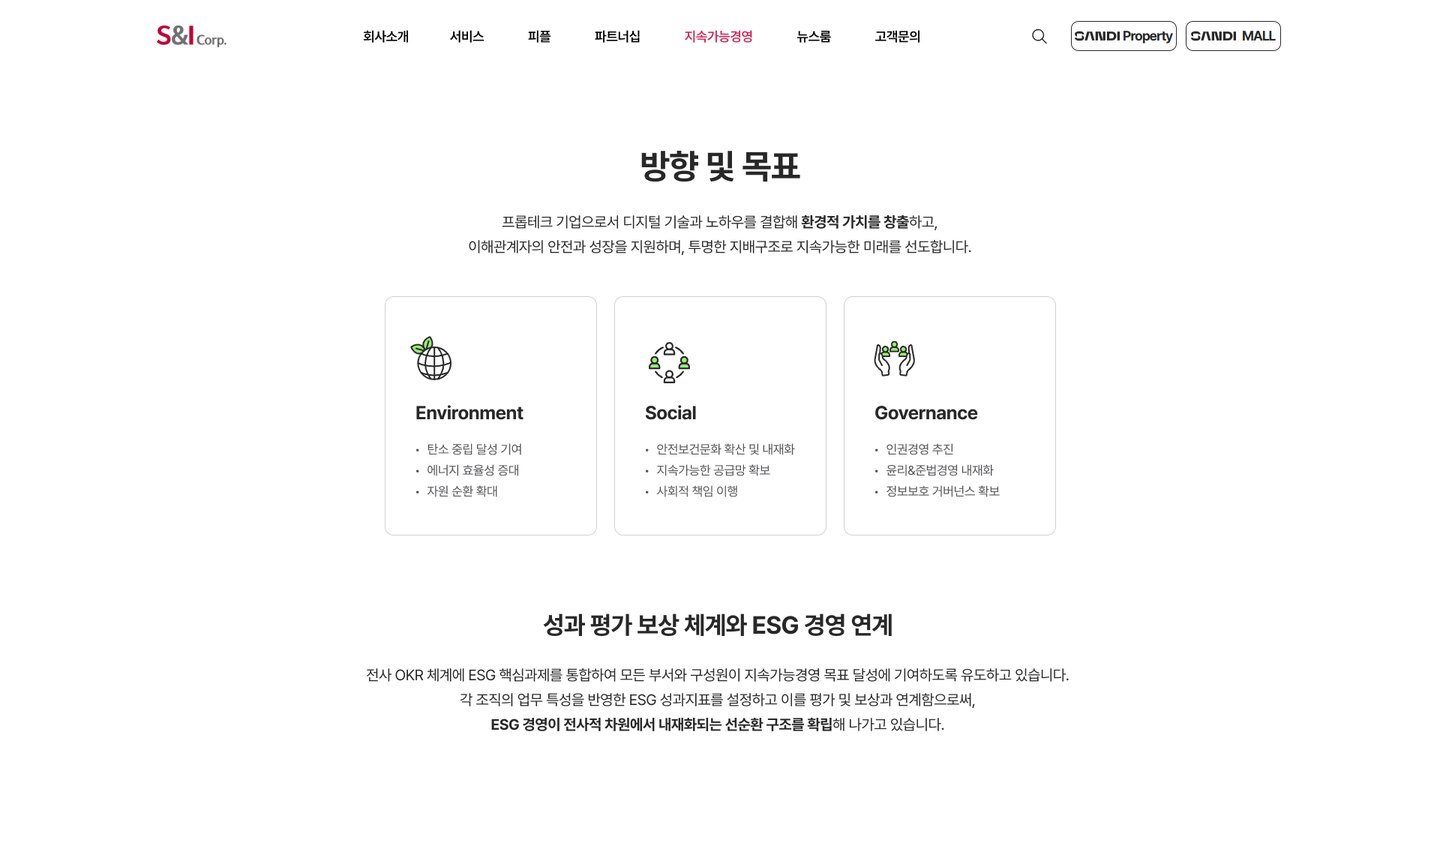 S&I Corp.
회사소개 서비스 피플 파트너십 지속가능경영 뉴스룸 고객문의
SANDI Property
SANDI MALL
방향 및 목표
프롭테크 기업으로서 디지털 기술과 노하우를 결합해 환경적 가치를 창출하고,
이해관계자의 안전과 성장을 지원하며, 투명한 지배구조로 지속가능한 미래를 선도합니다.
Environment
• 탄소 중립 달성 기여
• 에너지 효율성 증대
• 자원 순환 확대
Social
• 안전보건문화 확산 및 내재화
• 지속가능한 공급망 확보
• 사회적 책임 이행
Governance
• 인권경영 추진
• 윤리&준법경영 내재화
• 정보보호 거버넌스 확보
성과 평가 보상 체계와 ESG 경영 연계
전사 OKR 체계에 ESG 핵심과제를 통합하여 모든 부서와 구성원이 지속가능경영 목표 달성에 기여하도록 유도하고 있습니다.
각 조직의 업무 특성을 반영한 ESG 성과지표를 설정하고 이를 평가 및 보상과 연계함으로써,
ESG 경영이 전사적 차원에서 내재화되는 선순환 구조를 확립해 나가고 있습니다.